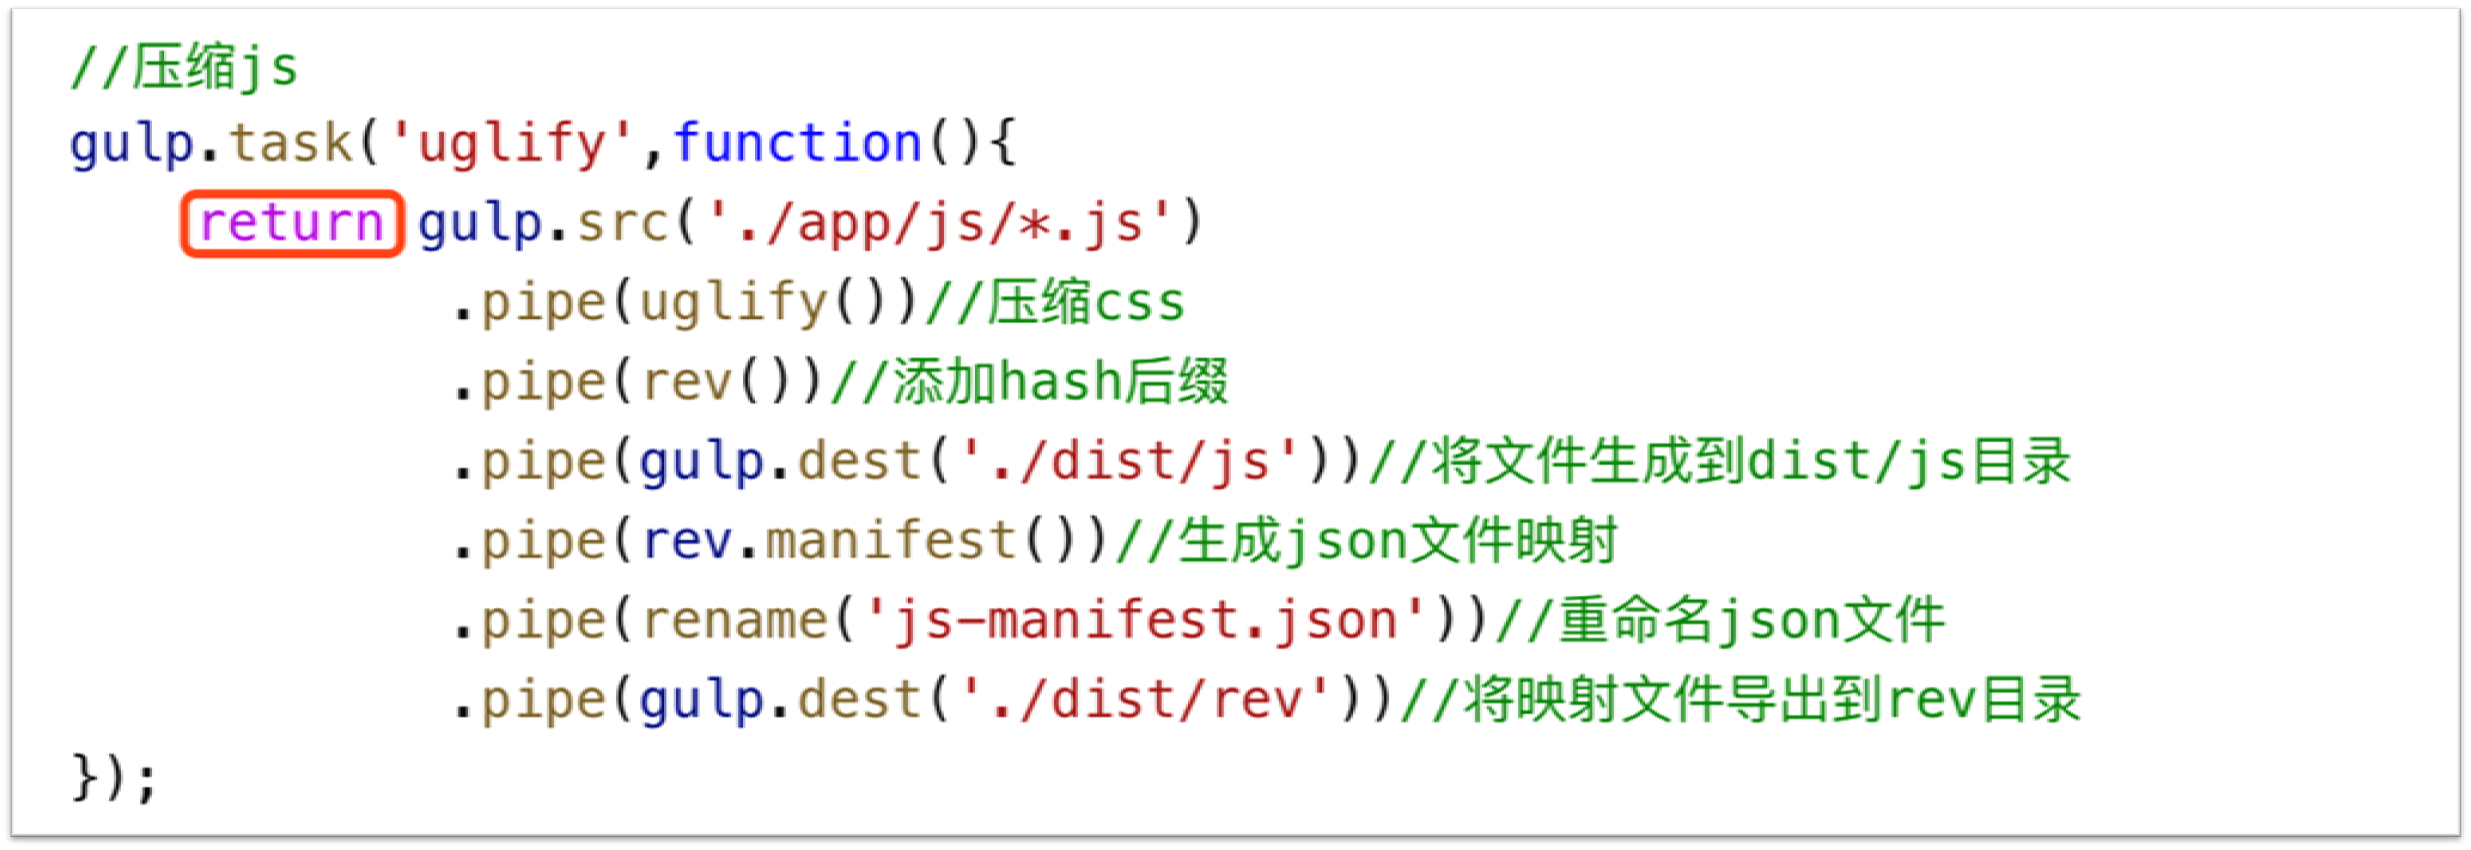 //压缩js
gulp.task('uglify',function(){
return gulp.src('./app/js/*.js')
.pipe(uglify())//压缩css
.pipe(rev())//添加hash后缀
.pipe(gulp.dest('./dist/js'))//将文件生成到dist/js目录
.pipe(rev.manifest())//生成json文件映射
.pipe(rename('js-manifest.json'))//重命名json文件
.pipe(gulp.dest('./dist/rev'))//将映射文件导出到rev目录
});